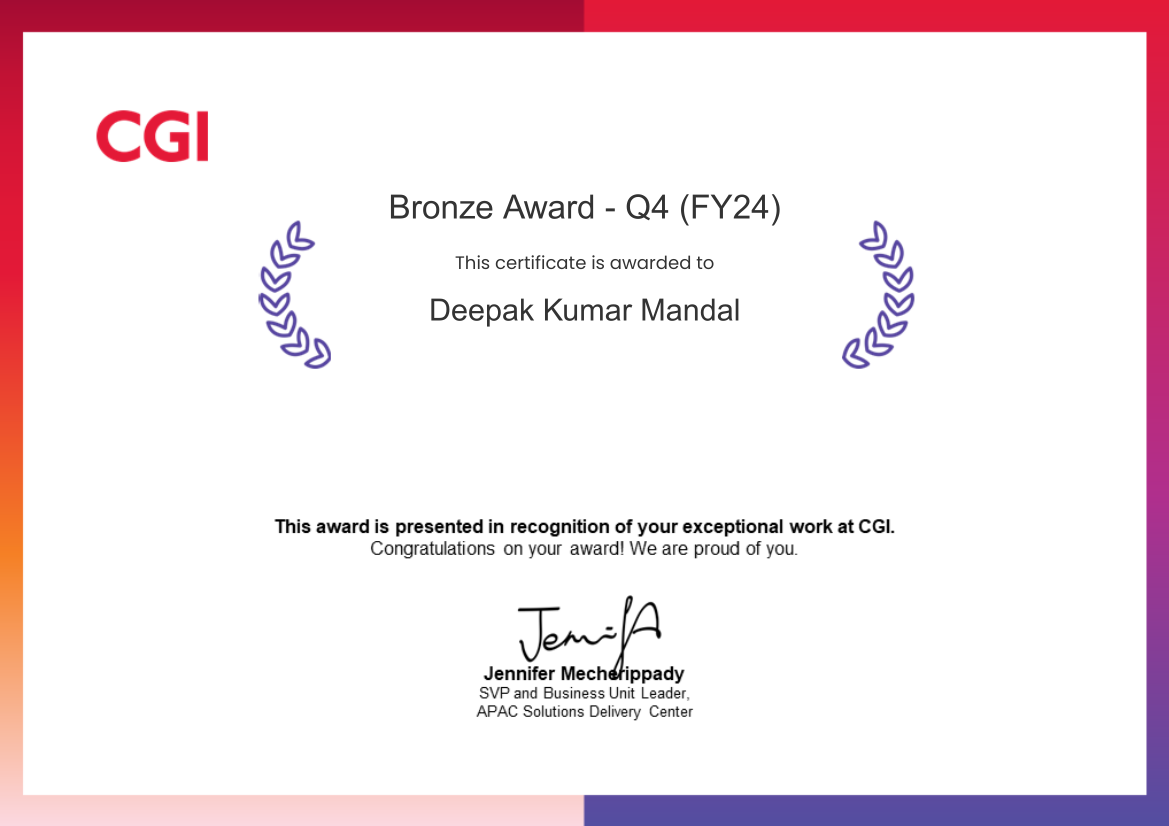 CGI
Bronze Award - Q4 (FY24)
This certificate is awarded to
Deepak Kumar Mandal
This award is presented in recognition of your exceptional work at CGI.
Congratulations on your award! We are proud of you.
Jennifer Mecherippady
SVP and Business Unit Leader,
APAC Solutions Delivery Center